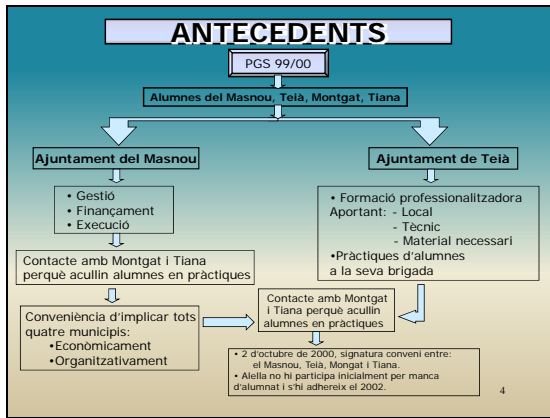 ANTECEDENTS
PGS 99/00
Alumnes del Masnou, Teià, Montgat, Tiana
Ajuntament del Masnou
• Gestió
• Finançament
• Execució
Contacte amb Montgat i Tiana
perquè acullin alumnes en pràctiques
Conveniència d'implicar tots
quatre municipis:
•Econòmicament
•Organitzativament
Ajuntament de Teià
• Formació professionalitzadora
Aportant: - Local
- Tècnic
- Material necessari
•Pràctiques d'alumnes
a la seva brigada
Contacte amb Montgat
i Tiana perquè acullin
alumnes en pràctiques
• 2 d'octubre de 2000, signatura conveni entre:
el Masnou, Teià, Mongat i Tiana.
• Alella no hi participa inicialment per manca
d'alumnat i s'hi adhereix el 2002.
4